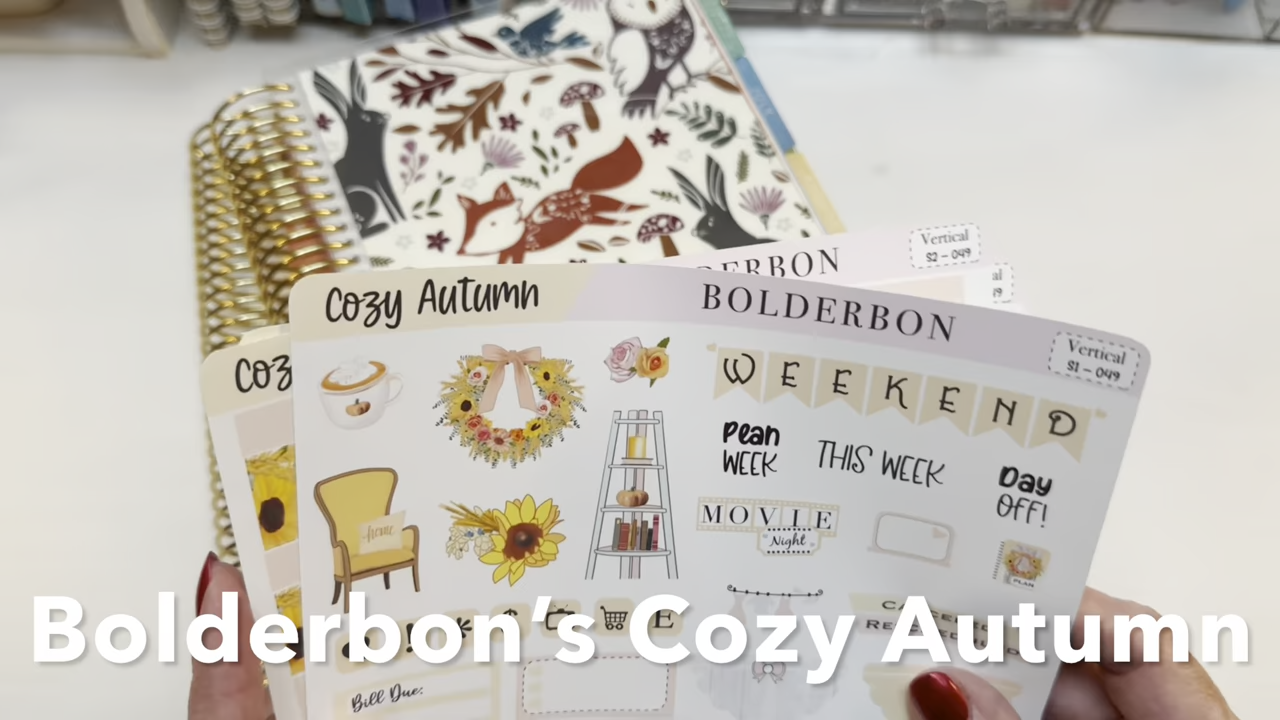 Vertical
S2 - 049
Cozy Autumn
BOLDERBON
Vertical
S1 - 049
WEEKEND
Plan
WEEK
THIS WEEK
Day
OFF!
MOVIE
Night
home
PLAN
Bill Due:
Bolderbon's Cozy Autumn